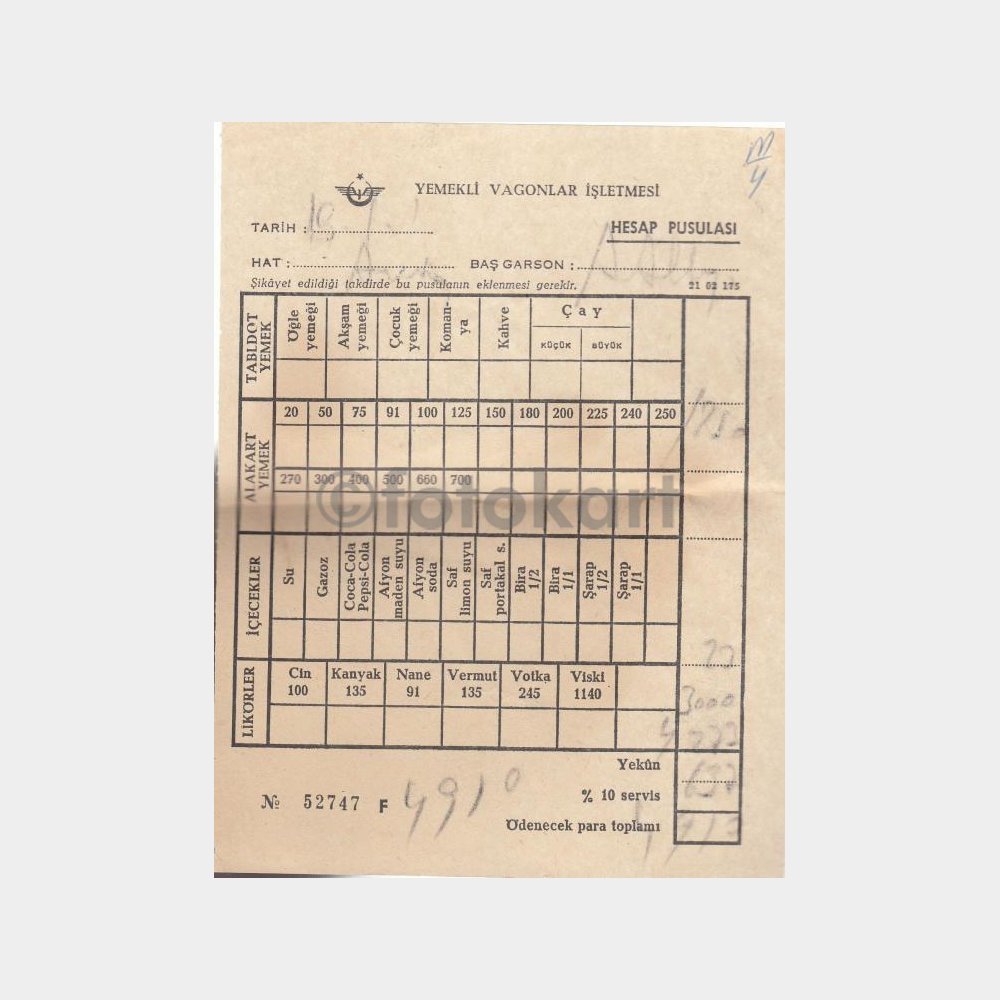 YEMEKLİ VAGONLAR İŞLETMESİ
TARİH :
HESAP PUSULASI
HAT :
BAŞ GARSON :
Şikâyet edildiği takdirde bu pusulanın eklenmesi gerekir.
21 02 175
TABLDOT YEMEK
Öğle yemeği
Akşam yemeği
Çocuk yemeği
Komanya
Kahve
Çay
KÜÇÜK BÜYÜK
ALAKART YEMEK
20 50 75 91 100 125 150 180 200 225 240 250
270 300 400 500 660 700
©fotokart
İÇECEKLER
Su
Gazoz
Coca-Cola Pepsi-Cola
Afyon maden suyu
Afyon soda
Saf limon suyu
Saf portakal s.
Bira 1/2
Bira 1/1
Şarap 1/2
Şarap 1/1
LİKÖRLER
Cin Kanyak Nane Vermut Votka Viski
100 135 91 135 245 1140
3000
Yekûn
% 10 servis
Ödenecek para toplamı
№ 52747 F
4910